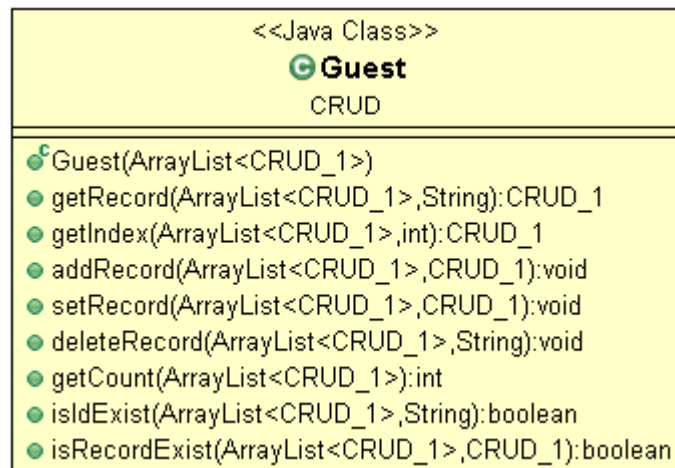 <<Java Class>>
Guest
CRUD
Guest(ArrayList<CRUD_1>)
getRecord(ArrayList<CRUD_1>,String):CRUD_1
getIndex(ArrayList<CRUD_1>,int):CRUD_1
addRecord(ArrayList<CRUD_1>,CRUD_1):void
setRecord(ArrayList<CRUD_1>,CRUD_1):void
deleteRecord(ArrayList<CRUD_1>,String):void
getCount(ArrayList<CRUD_1>):int
isIdExist(ArrayList<CRUD_1>,String):boolean
isRecordExist(ArrayList<CRUD_1>,CRUD_1):boolean